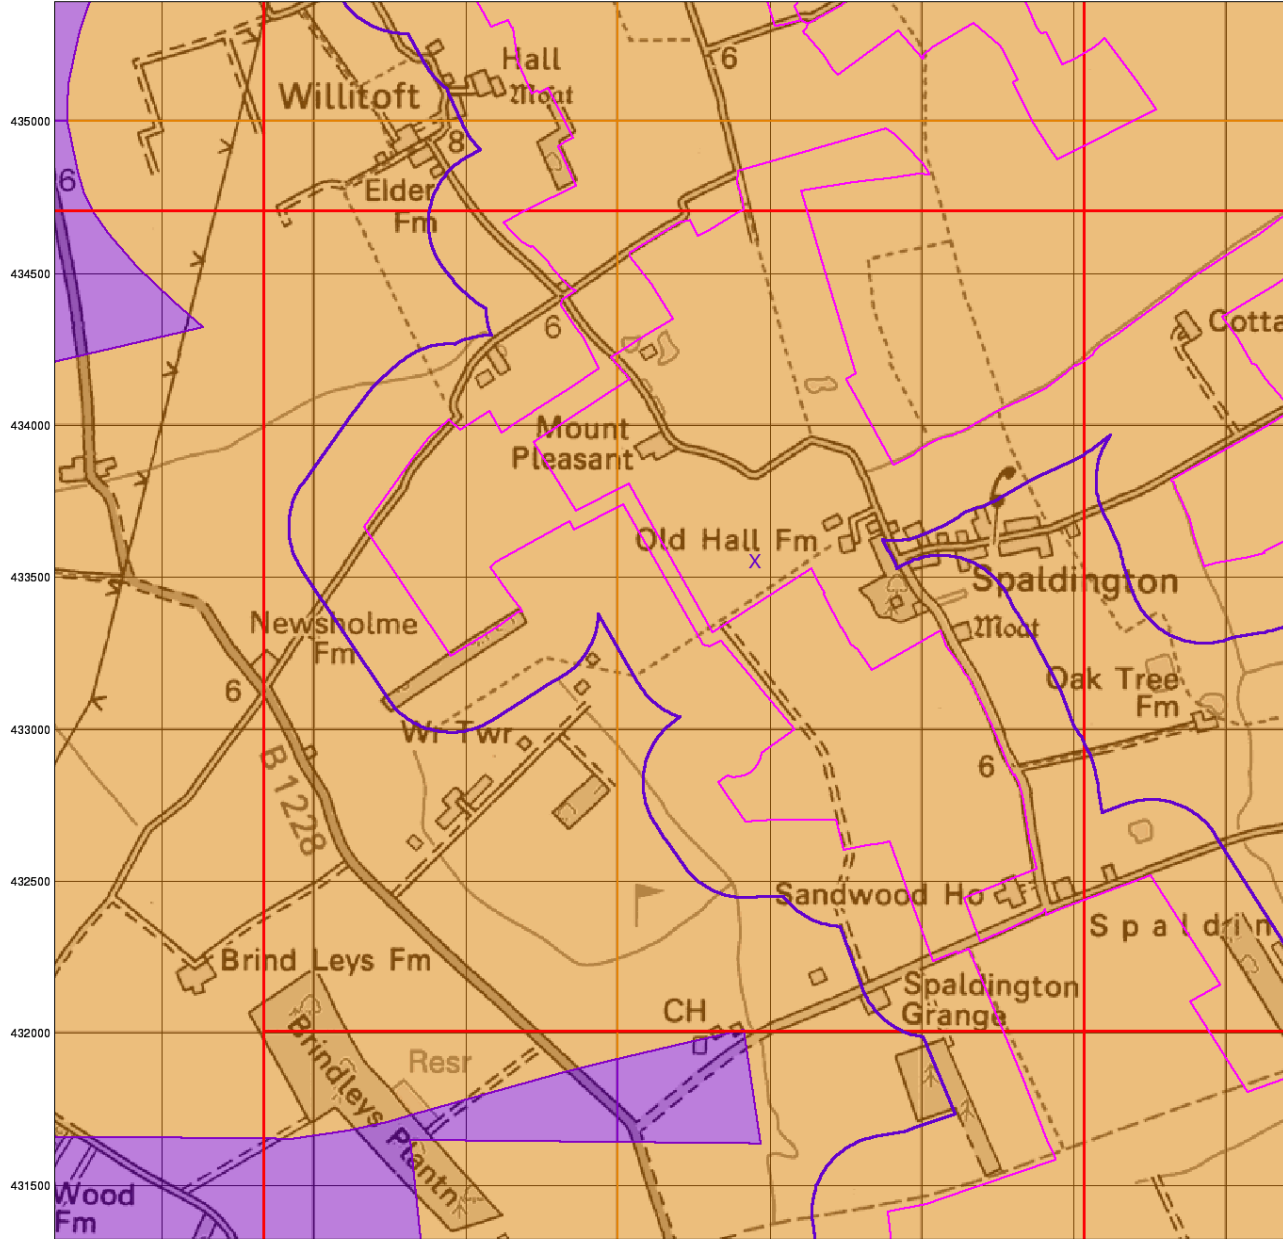 Hall
6
Moat
Willitoft
435000
8
6
Elder
Fm
434500
6
Cotta
434000
Mount
Pleasant
Old Hall Fm
X
433500
Spaldington
Newsholme
Fm
Moat
6
Oak Tree
Fm
433000
Wr Twr
6
B 1228
432500
Sandwood Ho
Spaldin
Brind Leys Fm
Spaldington
Grange
CH
432000
Resr
Brindleys Plantn
431500
Wood
Fm